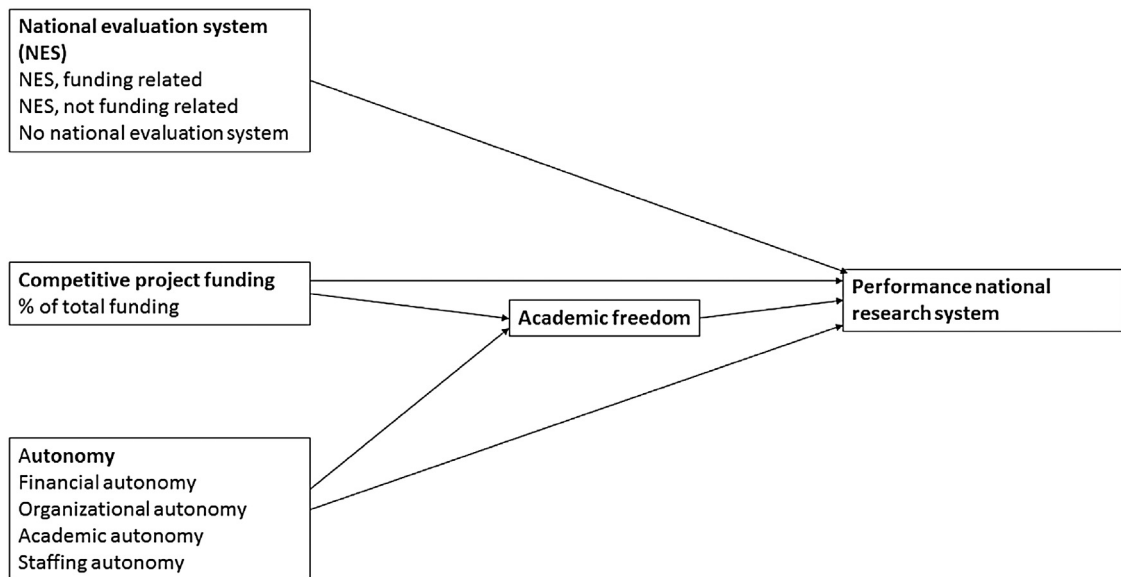 National evaluation system
(NES)
NES, funding related
NES, not funding related
No national evaluation system
Competitive project funding
% of total funding
Academic freedom
Performance national
research system
Autonomy
Financial autonomy
Organizational autonomy
Academic autonomy
Staffing autonomy